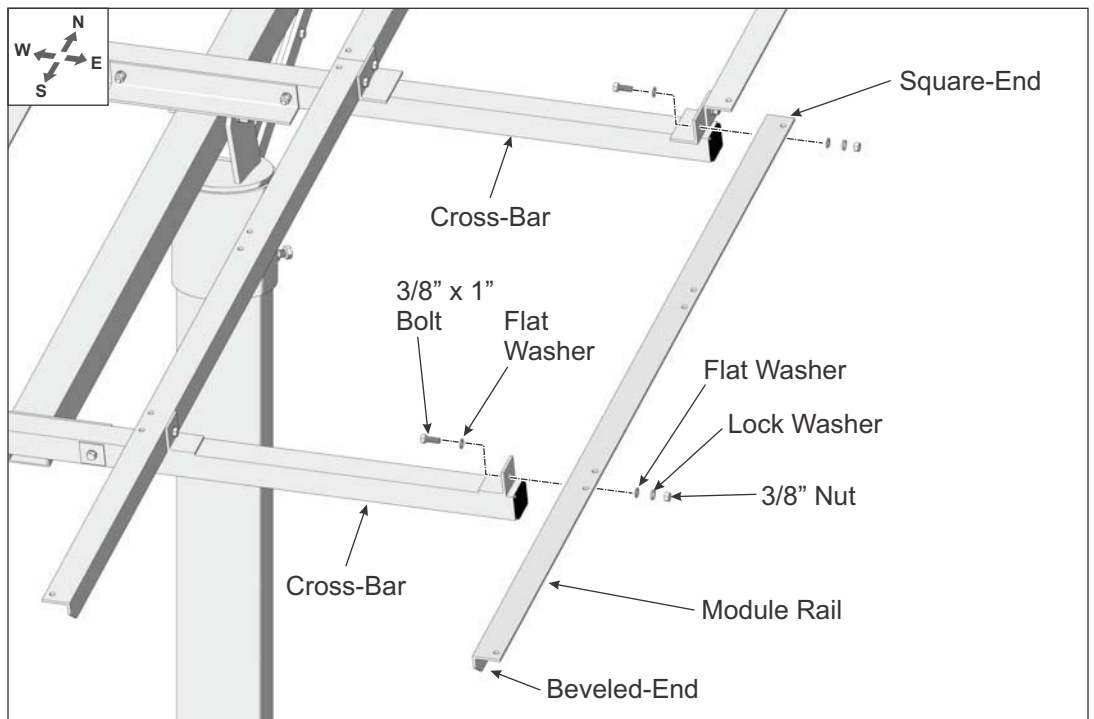 N
W
E
S
Square-End
Cross-Bar
3/8” x 1”
Bolt
Flat
Washer
Flat Washer
Lock Washer
3/8” Nut
Cross-Bar
Module Rail
Beveled-End